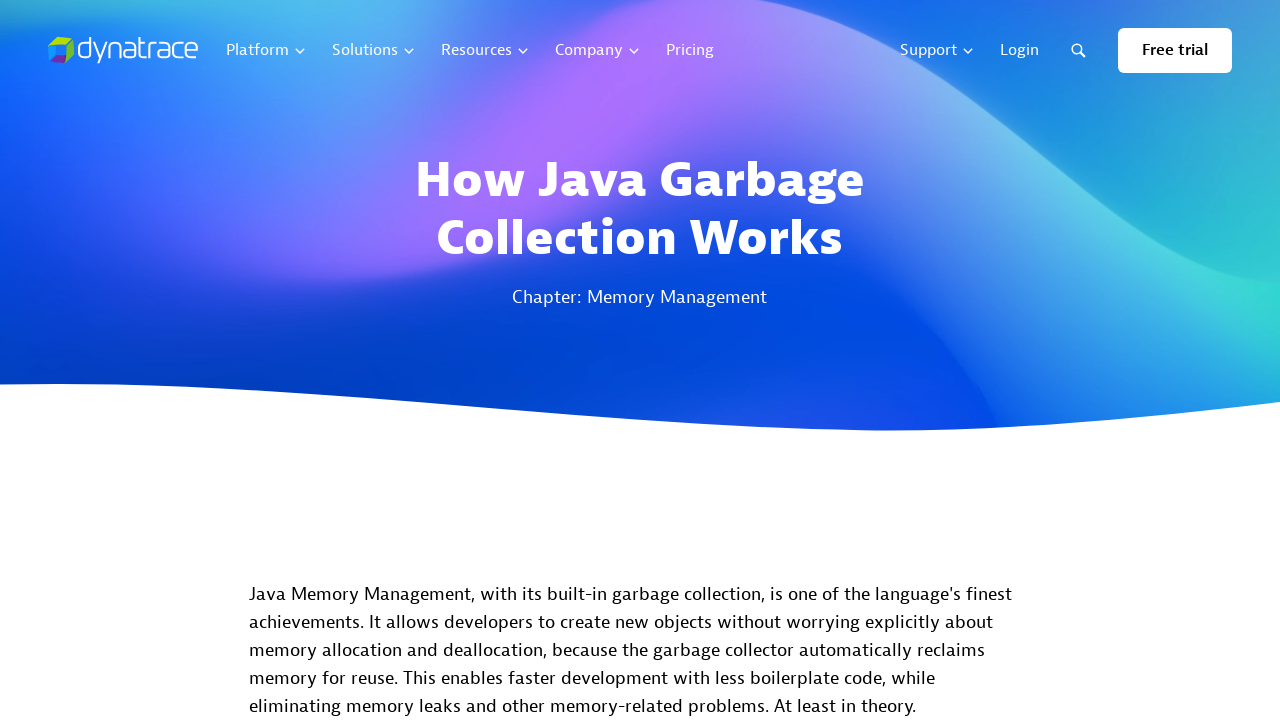 dynatrace Platform Solutions Resources Company Pricing Support Login Free trial
How Java Garbage
Collection Works
Chapter: Memory Management
Java Memory Management, with its built-in garbage collection, is one of the language's finest
achievements. It allows developers to create new objects without worrying explicitly about
memory allocation and deallocation, because the garbage collector automatically reclaims
memory for reuse. This enables faster development with less boilerplate code, while
eliminating memory leaks and other memory-related problems. At least in theory.